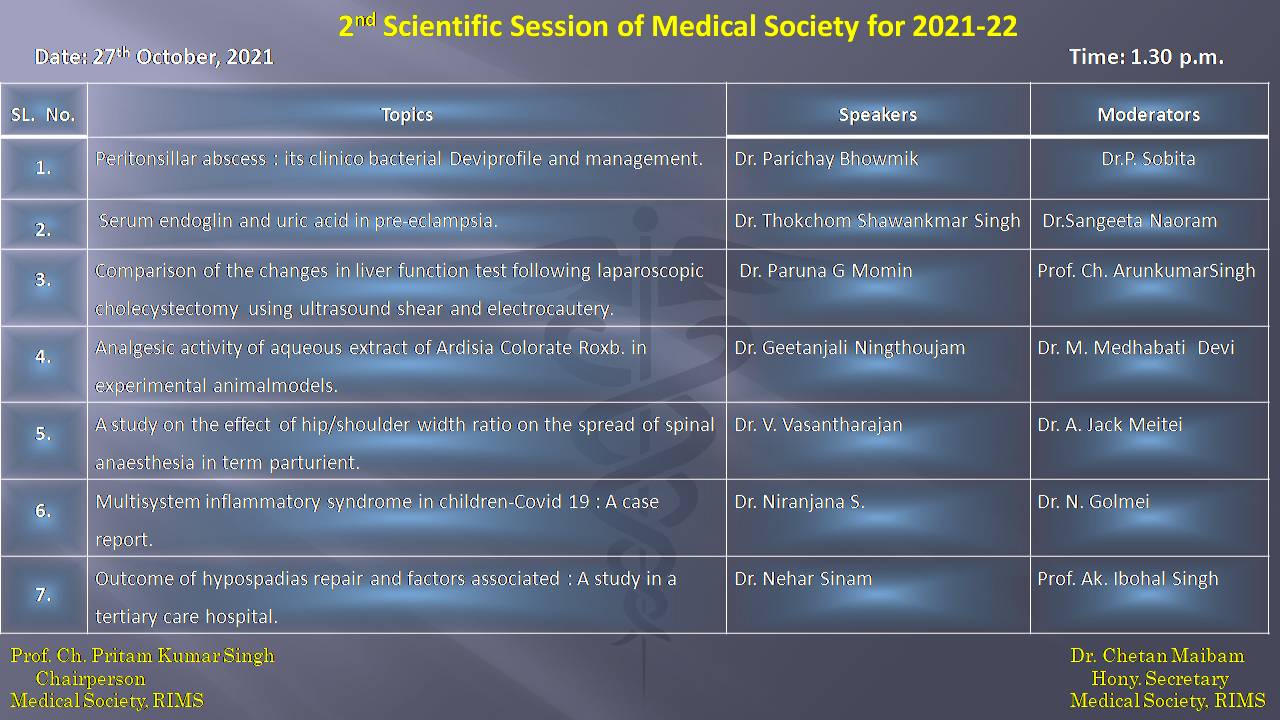 2nd Scientific Session of Medical Society for 2021-22
Date: 27th October, 2021 Time: 1.30 p.m.
SL. No. Topics Speakers Moderators
1. Peritonsillar abscess : its clinico bacterial Deviprofile and management. Dr. Parichay Bhowmik Dr.P. Sobita
2. Serum endoglin and uric acid in pre-eclampsia. Dr. Thokchom Shawankmar Singh Dr.Sangeeta Naoram
3. Comparison of the changes in liver function test following laparoscopic Dr. Paruna G Momin Prof. Ch. ArunkumarSingh
cholecystectomy using ultrasound shear and electrocautery.
4. Analgesic activity of aqueous extract of Ardisia Colorate Roxb. in Dr. Geetanjali Ningthoujam Dr. M. Medhabati Devi
experimental animalmodels.
5. A study on the effect of hip/shoulder width ratio on the spread of spinal Dr. V. Vasantharajan Dr. A. Jack Meitei
anaesthesia in term parturient.
6. Multisystem inflammatory syndrome in children-Covid 19 : A case Dr. Niranjana S. Dr. N. Golmei
report.
7. Outcome of hypospadias repair and factors associated : A study in a Dr. Nehar Sinam Prof. Ak. Ibohal Singh
tertiary care hospital.
Prof. Ch. Pritam Kumar Singh
Chairperson
Medical Society, RIMS
Dr. Chetan Maibam
Hony. Secretary
Medical Society, RIMS